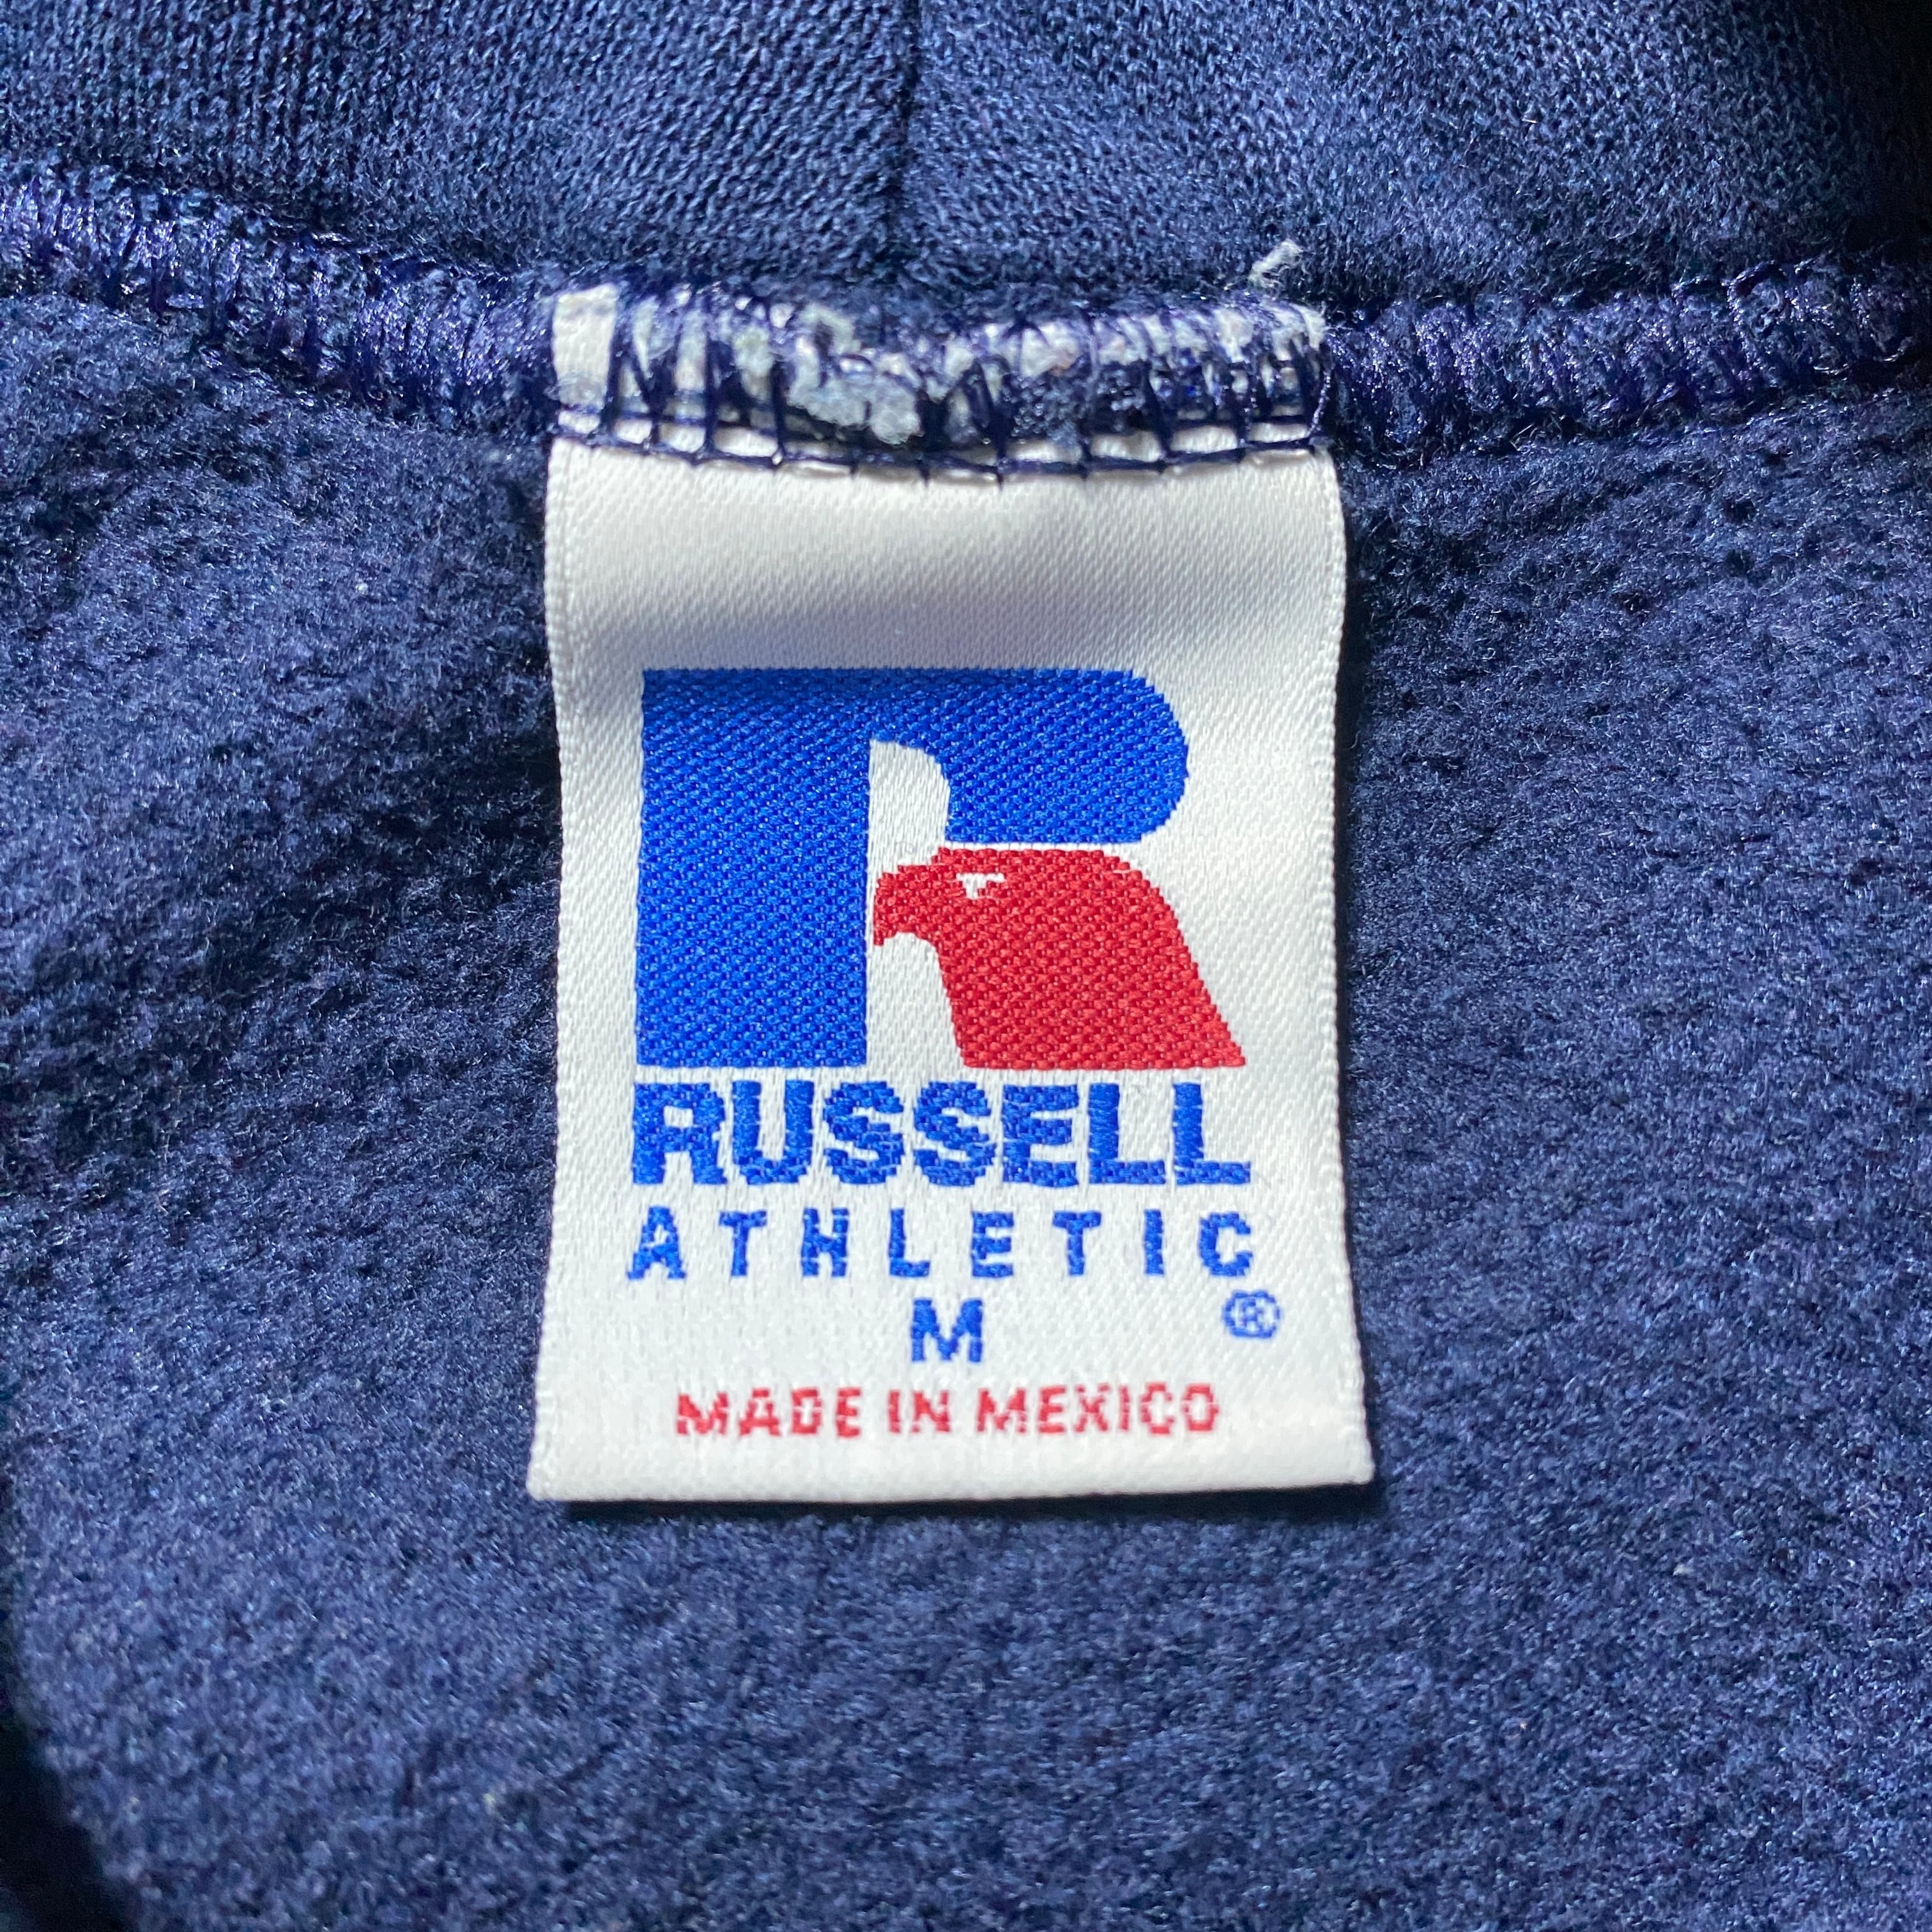 RUSSELL
ATHLETIC
M ®
MADE IN MEXICO